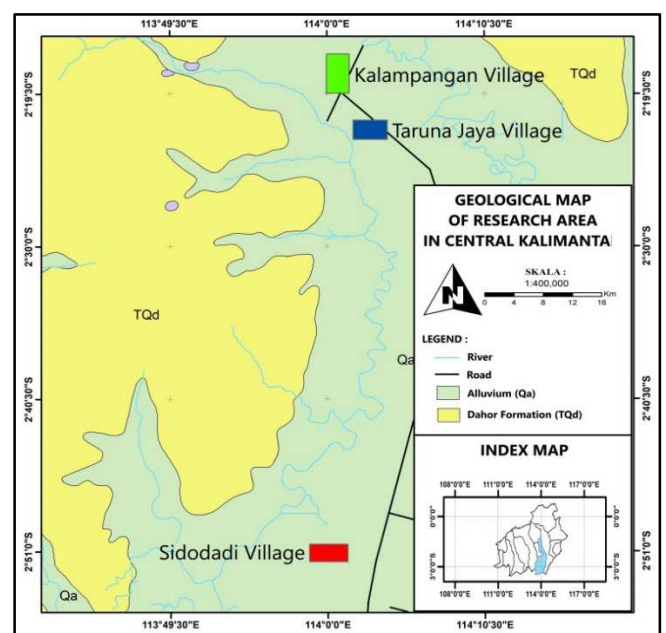 113°49'30"E 114°0'0"E 114°10'30"E
Kalampangan Village
TQd
2°19'30"S 2°19'30"S
Taruna Jaya Village
GEOLOGICAL MAP
OF RESEARCH AREA
IN CENTRAL KALIMANTA
2°30'0"S 2°30'0"S
N
SKALA :
1:400,000
0 4 8 12 16 Km
TQd
LEGEND :
River
Road
Qa
Alluvium (Qa)
Dahor Formation (TQd)
2°40'30"S 2°40'30"S
INDEX MAP
108°0'0"E 111°0'0"E 114°0'0"E 117°0'0"E
0°0'0" 0°0'0"
Sidodadi Village
2°51'0"S 2°51'0"S
3°0'0"S 3°0'0"S
Qa
108°0'0"E 111°0'0"E 114°0'0"E 117°0'0"E
113°49'30"E 114°0'0"E 114°10'30"E